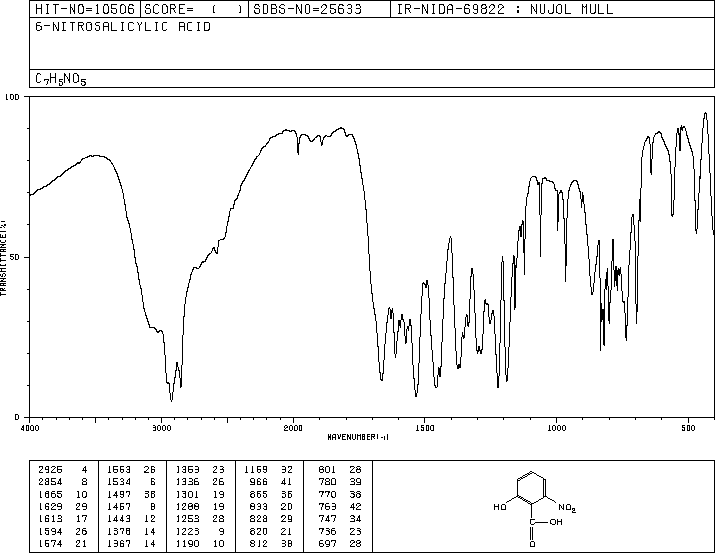 HIT-NO=10506 SCORE= ( ) SDBS-NO=25633 IR-NIDA-69822 : NUJOL MULL
6-NITROSALICYLIC ACID
C7H5NO5
100
50
0
TRANSMITTANCE(%)
4000 3000 2000 1500 1000 500
WAVENUMBER(-1)
2925 4 1553 26 1353 23 1159 32 801 28
2854 8 1534 6 1336 26 966 41 780 39
1665 10 1497 38 1301 19 865 36 770 38
1629 29 1457 8 1288 19 833 20 763 42
1613 17 1443 12 1253 28 828 29 747 34
1594 26 1378 14 1223 9 820 21 736 23
1574 21 1367 14 1190 10 812 38 697 28
HO NO2
C OH
O